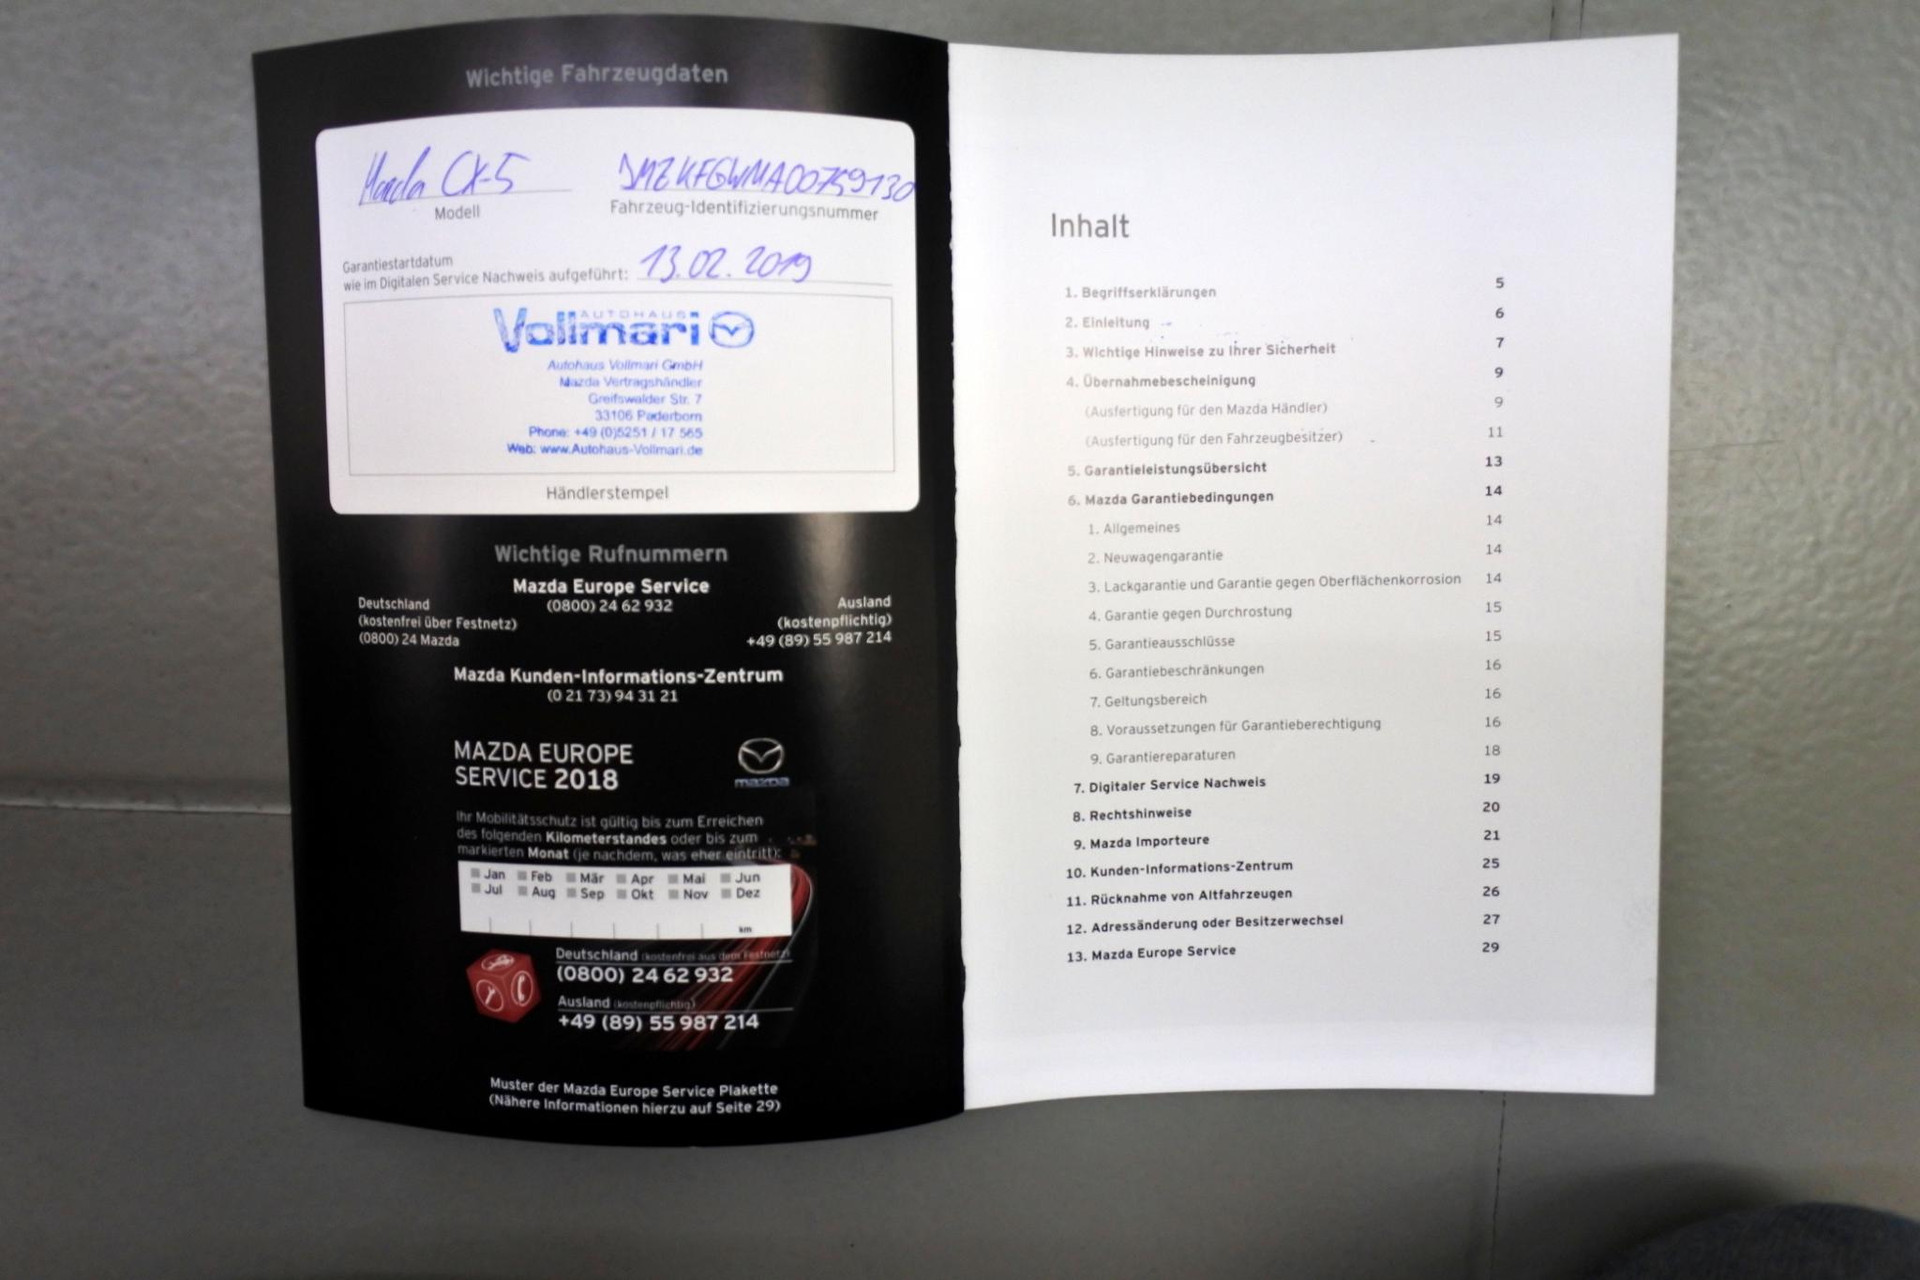 Wichtige Fahrzeugdaten
Mazda CX-5
Modell
JMZKFGWMA00759130
Fahrzeug-Identifizierungsnummer
Garantiestartdatum
wie im Digitalen Service Nachweis aufgeführt: 13.02.2019
AUTOHAUS
Vollmari
Autohaus Vollmari GmbH
Mazda Vertragshändler
Greifswalder Str. 7
33106 Paderborn
Phone: +49 (0)5251 / 17 565
Web: www.Autohaus-Vollmari.de
Händlerstempel
Wichtige Rufnummern
Mazda Europe Service
(0800) 24 62 932
Deutschland
(kostenfrei über Festnetz)
(0800) 24 Mazda
Ausland
(kostenpflichtig)
+49 (89) 55 987 214
Mazda Kunden-Informations-Zentrum
(0 21 73) 94 31 21
MAZDA EUROPE
SERVICE 2018
mazda
Ihr Mobilitätsschutz ist gültig bis zum Erreichen
des folgenden Kilometerstandes oder bis zum
markierten Monat (je nachdem, was eher eintritt):
Jan Feb Mär Apr Mai Jun
Jul Aug Sep Okt Nov Dez
km
Deutschland (kostenfrei aus dem Festnetz)
(0800) 24 62 932
Ausland (kostenpflichtig)
+49 (89) 55 987 214
Muster der Mazda Europe Service Plakette
(Nähere Informationen hierzu auf Seite 29)
Inhalt
1. Begriffserklärungen 5
2. Einleitung 6
3. Wichtige Hinweise zu Ihrer Sicherheit 7
4. Übernahmebescheinigung 9
(Ausfertigung für den Mazda Händler) 9
(Ausfertigung für den Fahrzeugbesitzer) 11
5. Garantieleistungsübersicht 13
6. Mazda Garantiebedingungen 14
1. Allgemeines 14
2. Neuwagengarantie 14
3. Lackgarantie und Garantie gegen Oberflächenkorrosion 14
4. Garantie gegen Durchrostung 15
5. Garantieausschlüsse 15
6. Garantiebeschränkungen 16
7. Geltungsbereich 16
8. Voraussetzungen für Garantieberechtigung 16
9. Garantiereparaturen 18
7. Digitaler Service Nachweis 19
8. Rechtshinweise 20
9. Mazda Importeure 21
10. Kunden-Informations-Zentrum 25
11. Rücknahme von Altfahrzeugen 26
12. Adressänderung oder Besitzerwechsel 27
13. Mazda Europe Service 29